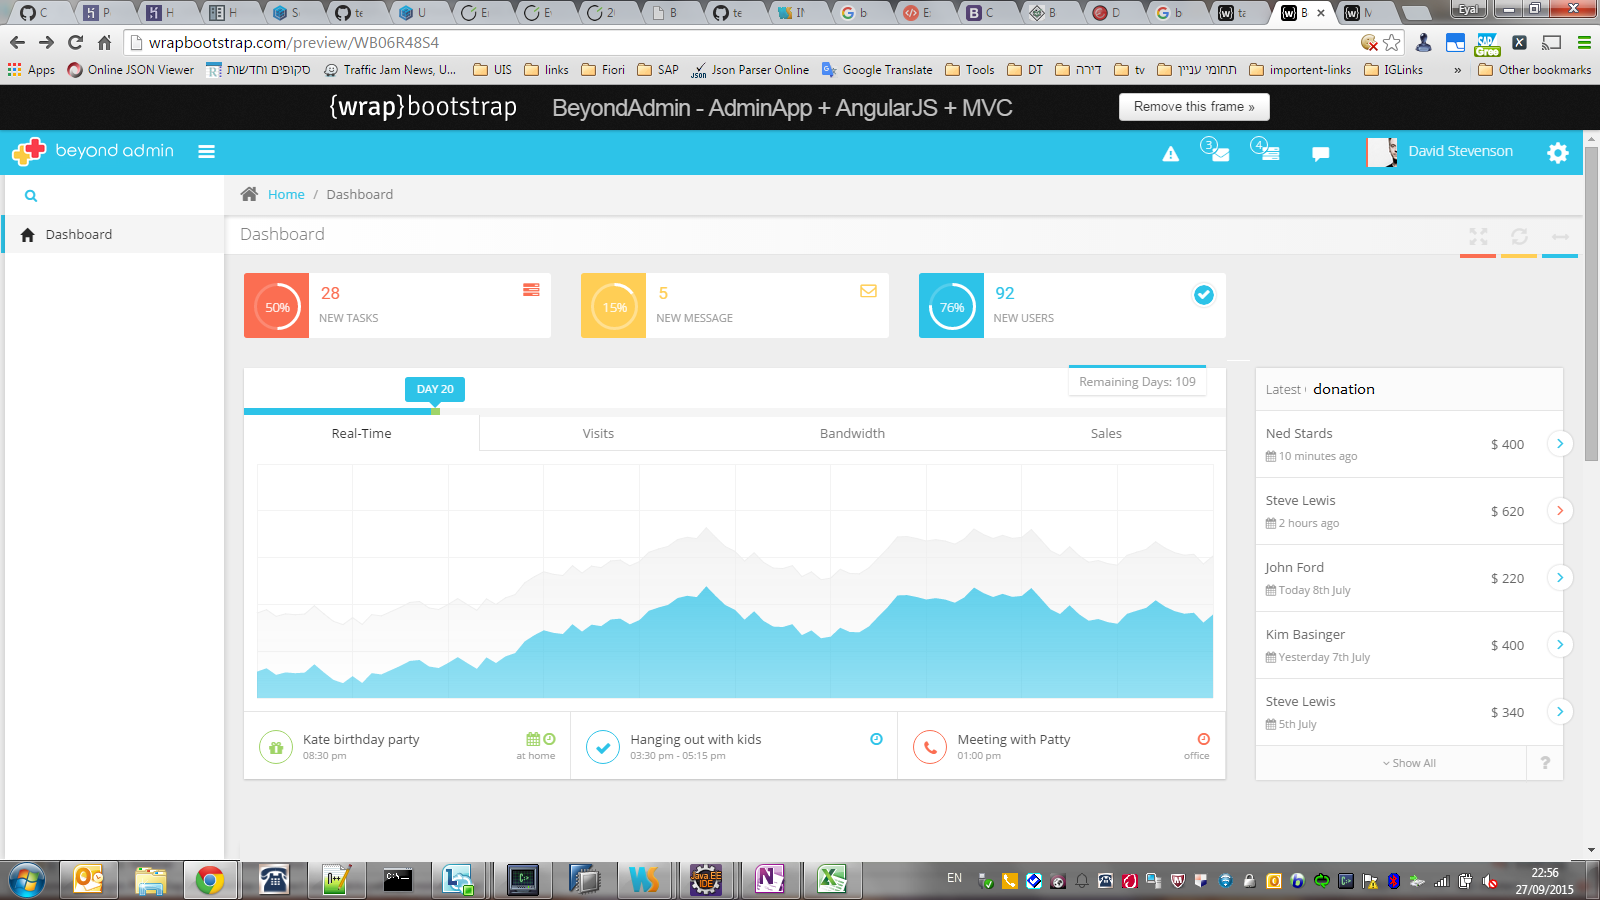 C
P
H
H
S
te
U
E
E
2
B
te
IN
b
E
C
B
D
b
ta
B
M
Eyal
wrapbootstrap.com/preview/WB06R48S4
Apps
Online JSON Viewer
סקופים וחדשות
Traffic Jam News, U...
UIS
links
Fiori
SAP
Json Parser Online
Google Translate
Tools
DT
דירה
tv
תחומי עניין
importent-links
IGLinks
»
Other bookmarks
{wrap}bootstrap
BeyondAdmin - AdminApp + AngularJS + MVC
Remove this frame »
beyond admin
3
4
David Stevenson
Home / Dashboard
Dashboard
Dashboard
50%
28
NEW TASKS
15%
5
NEW MESSAGE
76%
92
NEW USERS
DAY 20
Remaining Days: 109
Real-Time
Visits
Bandwidth
Sales
Latest donation
Ned Stards
10 minutes ago
$ 400
Steve Lewis
2 hours ago
$ 620
John Ford
Today 8th July
$ 220
Kim Basinger
Yesterday 7th July
$ 400
Steve Lewis
5th July
$ 340
Show All
?
Kate birthday party
08:30 pm
at home
Hanging out with kids
03:30 pm - 05:15 pm
Meeting with Patty
01:00 pm
office
EN
22:56
27/09/2015